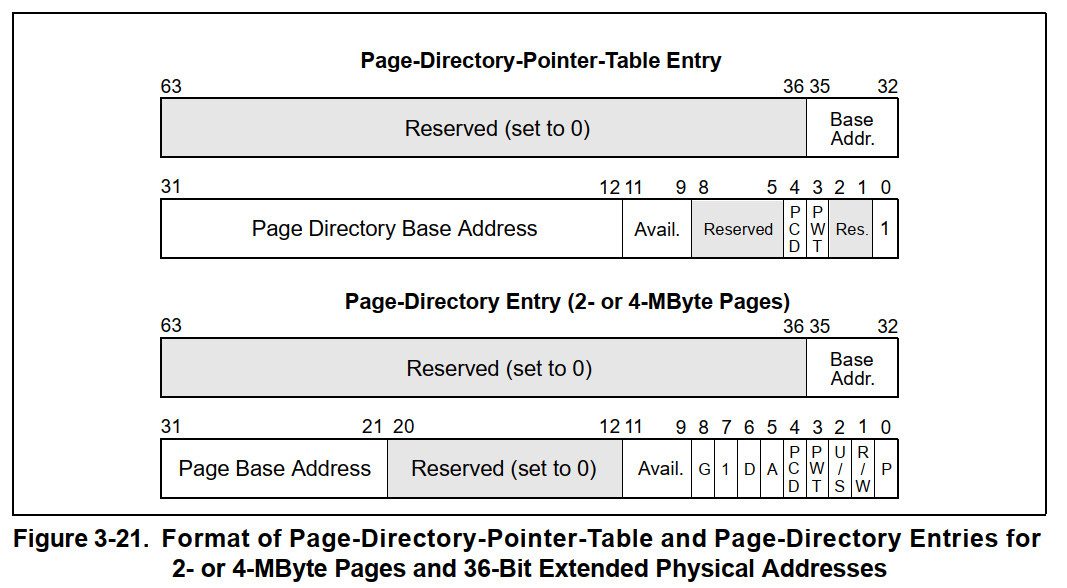 Page-Directory-Pointer-Table Entry
63 36 35 32
Reserved (set to 0) Base Addr.
31 12 11 9 8 5 4 3 2 1 0
Page Directory Base Address Avail. Reserved PCD PWT Res. 1
Page-Directory Entry (2- or 4-MByte Pages)
63 36 35 32
Reserved (set to 0) Base Addr.
31 21 20 12 11 9 8 7 6 5 4 3 2 1 0
Page Base Address Reserved (set to 0) Avail. G 1 D A PCD PWT U/S R/W P
Figure 3-21. Format of Page-Directory-Pointer-Table and Page-Directory Entries for
2- or 4-MByte Pages and 36-Bit Extended Physical Addresses